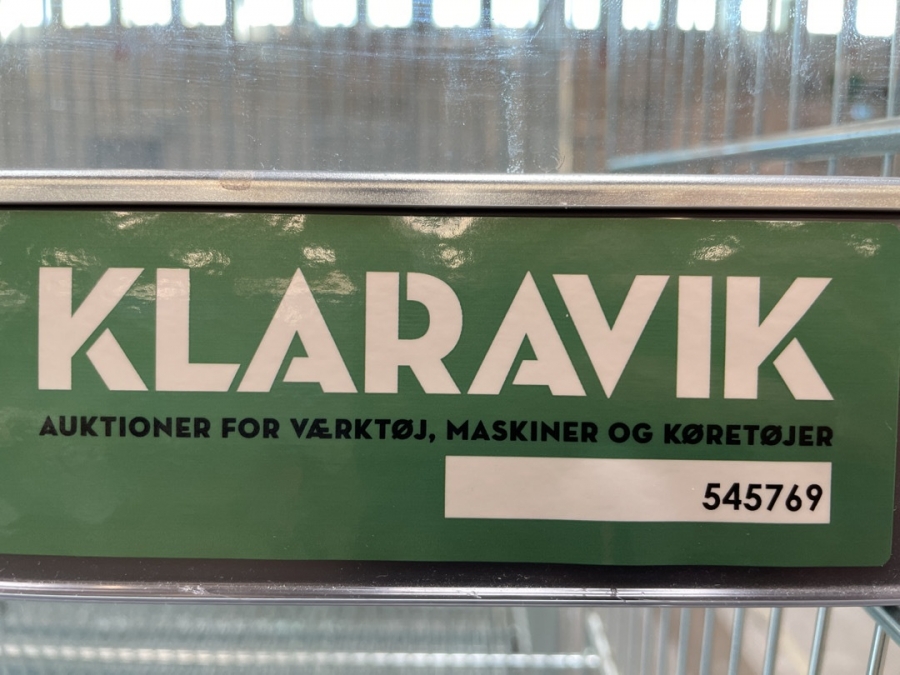 KLARAVIK
AUKTIONER FOR VÆRKTØJ, MASKINER OG KØRETØJER
545769